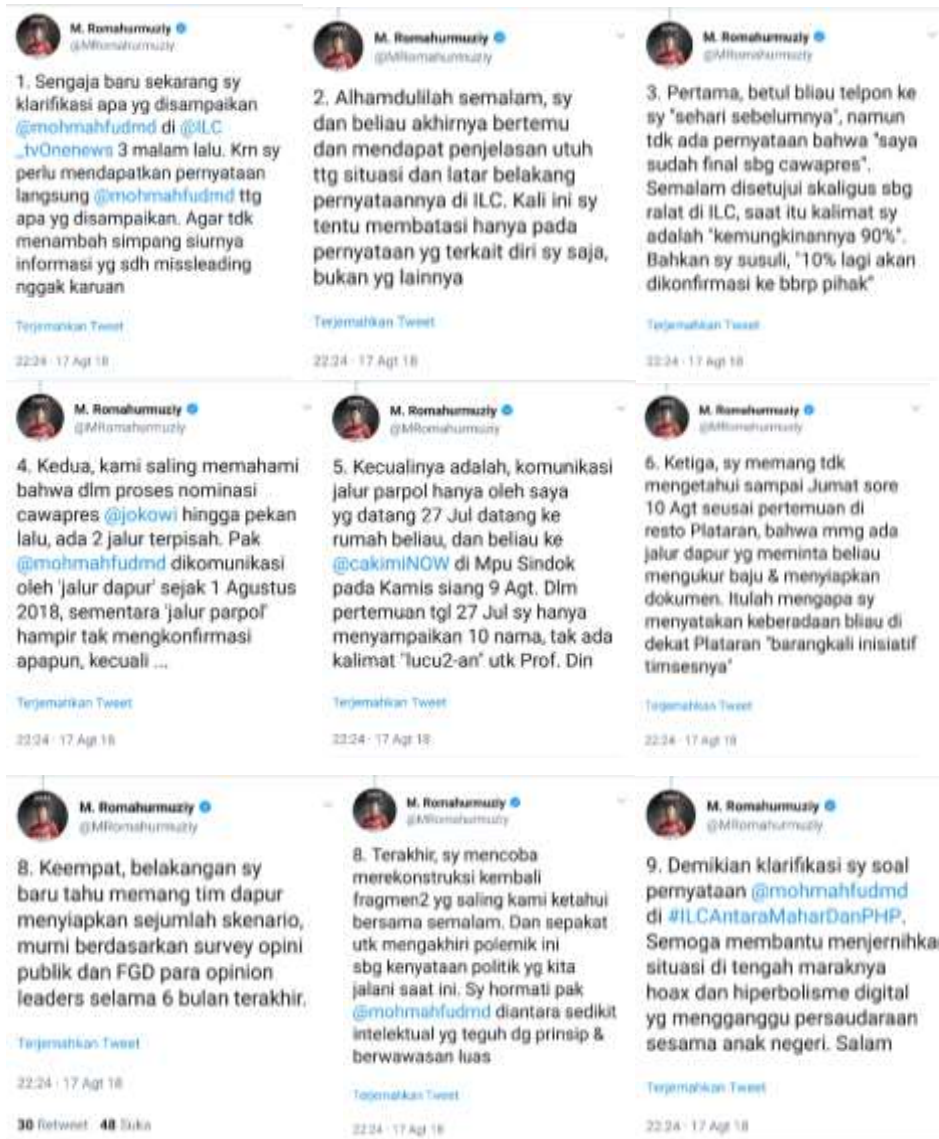 M. Romahurmuziy
@MRomahurmuziy
1. Sengaja baru sekarang sy
klarifikasi apa yg disampaikan
@mohmahfudmd di @ILC
_tvOnenews 3 malam lalu. Krn sy
perlu mendapatkan pernyataan
langsung @mohmahfudmd ttg
apa yg disampaikan. Agar tdk
menambah simpang siurnya
informasi yg sdh missleading
nggak karuan
Terjemahkan Tweet
22:24 · 17 Agt 18
M. Romahurmuziy
@MRomahurmuziy
2. Alhamdulilah semalam, sy
dan beliau akhirnya bertemu
dan mendapat penjelasan utuh
ttg situasi dan latar belakang
pernyataannya di ILC. Kali ini sy
tentu membatasi hanya pada
pernyataan yg terkait diri sy saja,
bukan yg lainnya
Terjemahkan Tweet
22:24 · 17 Agt 18
M. Romahurmuziy
@MRomahurmuziy
3. Pertama, betul bliau telpon ke
sy "sehari sebelumnya", namun
tdk ada pernyataan bahwa "saya
sudah final sbg cawapres".
Semalam disetujui skaligus sbg
ralat di ILC, saat itu kalimat sy
adalah "kemungkinannya 90%".
Bahkan sy susuli, "10% lagi akan
dikonfirmasi ke bbrp pihak"
Terjemahkan Tweet
22:24 · 17 Agt 18
M. Romahurmuziy
@MRomahurmuziy
4. Kedua, kami saling memahami
bahwa dlm proses nominasi
cawapres @jokowi hingga pekan
lalu, ada 2 jalur terpisah. Pak
@mohmahfudmd dikomunikasi
oleh 'jalur dapur' sejak 1 Agustus
2018, sementara 'jalur parpol'
hampir tak mengkonfirmasi
apapun, kecuali ...
Terjemahkan Tweet
22:24 · 17 Agt 18
M. Romahurmuziy
@MRomahurmuziy
5. Kecualinya adalah, komunikasi
jalur parpol hanya oleh saya
yg datang 27 Jul datang ke
rumah beliau, dan beliau ke
@cakimiNOW di Mpu Sindok
pada Kamis siang 9 Agt. Dlm
pertemuan tgl 27 Jul sy hanya
menyampaikan 10 nama, tak ada
kalimat "lucu2-an" utk Prof. Din
Terjemahkan Tweet
22:24 · 17 Agt 18
M. Romahurmuziy
@MRomahurmuziy
6. Ketiga, sy memang tdk
mengetahui sampai Jumat sore
10 Agt seusai pertemuan di
resto Plataran, bahwa mmg ada
jalur dapur yg meminta beliau
mengukur baju & menyiapkan
dokumen. Itulah mengapa sy
menyatakan keberadaan bliau di
dekat Plataran "barangkali inisiatif
timsesnya"
Terjemahkan Tweet
22:24 · 17 Agt 18
M. Romahurmuziy
@MRomahurmuziy
8. Keempat, belakangan sy
baru tahu memang tim dapur
menyiapkan sejumlah skenario,
murni berdasarkan survey opini
publik dan FGD para opinion
leaders selama 6 bulan terakhir.
Terjemahkan Tweet
22:24 · 17 Agt 18
30 Retweet 48 Suka
M. Romahurmuziy
@MRomahurmuziy
8. Terakhir, sy mencoba
merekonstruksi kembali
fragmen2 yg saling kami ketahui
bersama semalam. Dan sepakat
utk mengakhiri polemik ini
sbg kenyataan politik yg kita
jalani saat ini. Sy hormati pak
@mohmahfudmd diantara sedikit
intelektual yg teguh dg prinsip &
berwawasan luas
Terjemahkan Tweet
22:24 · 17 Agt 18
M. Romahurmuziy
@MRomahurmuziy
9. Demikian klarifikasi sy soal
pernyataan @mohmahfudmd
di #ILCAntaraMaharDanPHP.
Semoga membantu menjernihkan
situasi di tengah maraknya
hoax dan hiperbolisme digital
yg mengganggu persaudaraan
sesama anak negeri. Salam
Terjemahkan Tweet
22:24 · 17 Agt 18